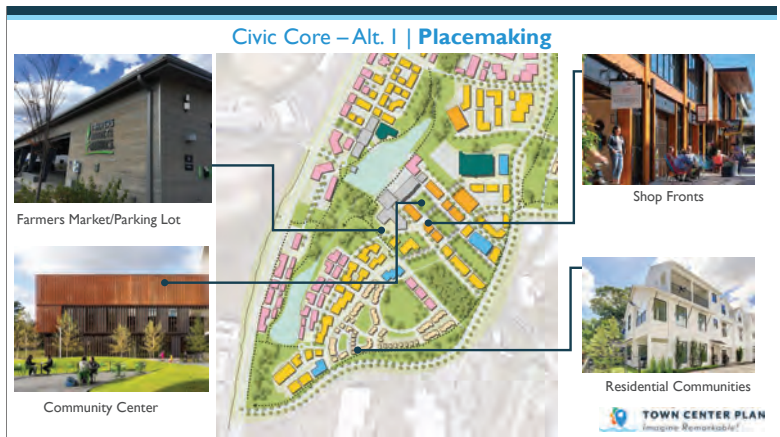 Civic Core – Alt. 1 | Placemaking
Farmers Market/Parking Lot
Shop Fronts
Community Center
Residential Communities
TOWN CENTER PLAN
Imagine Remarkable!